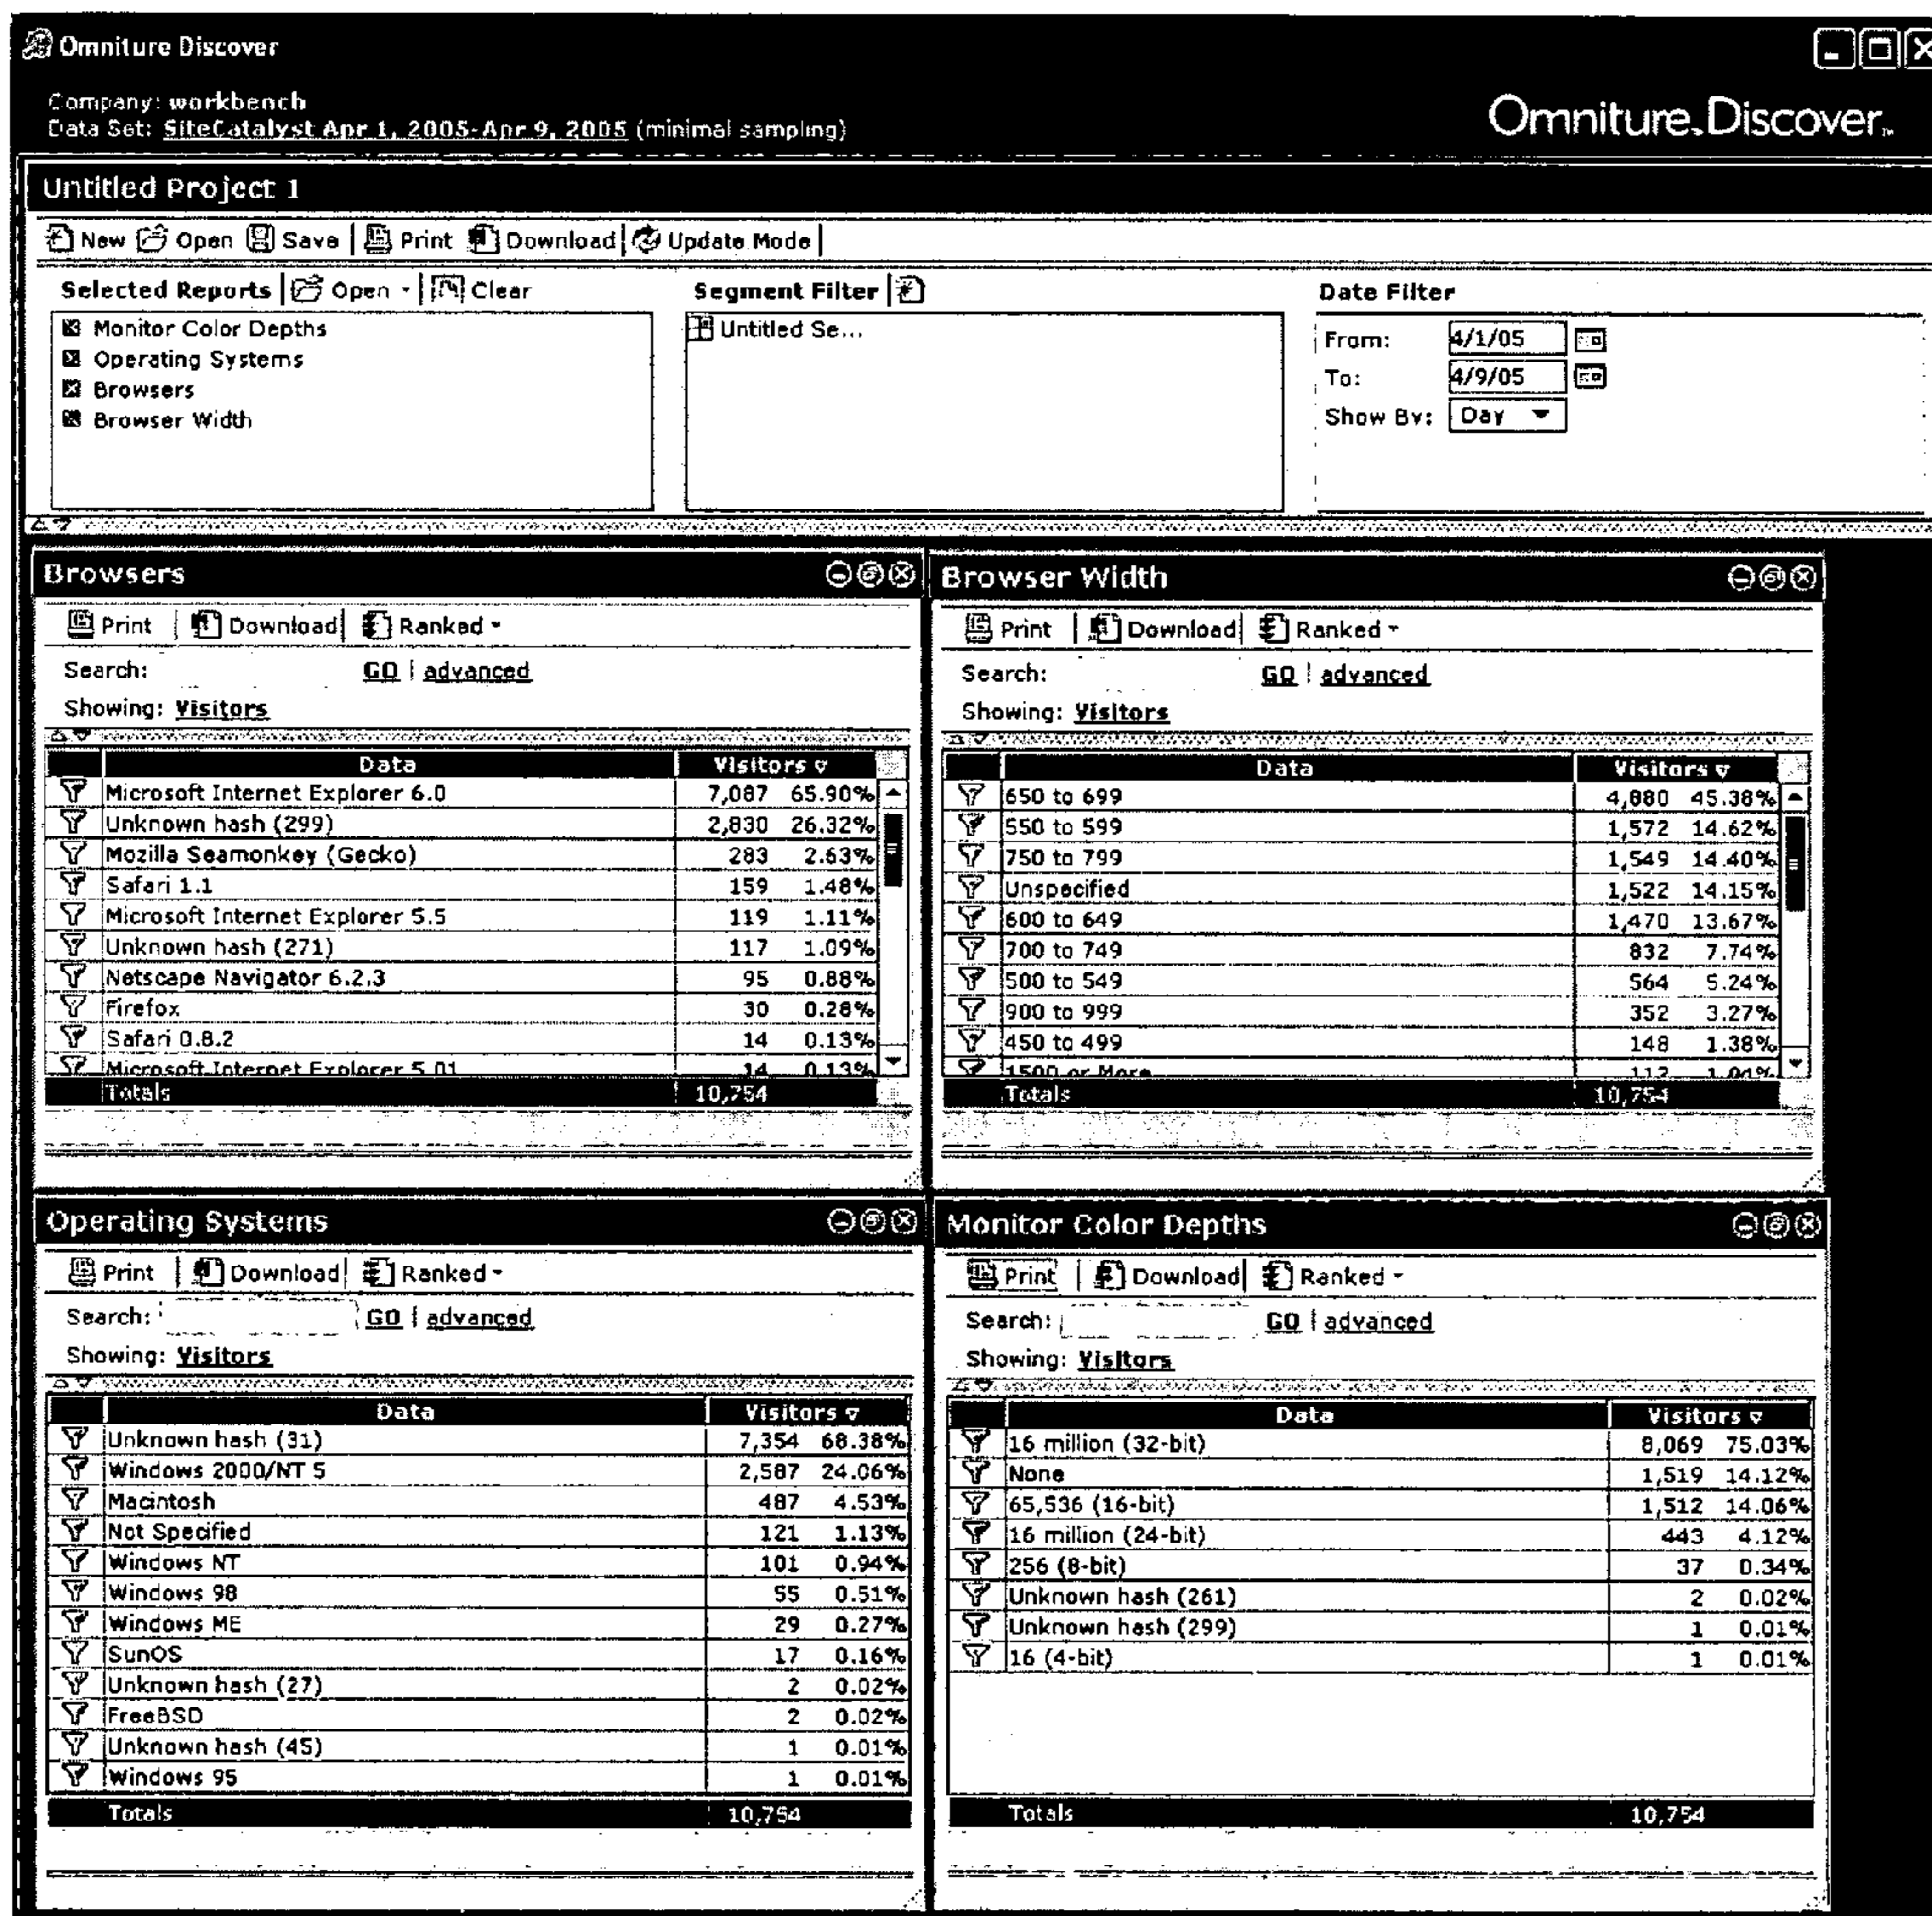 Omniture Discover
Company: workbench
Data Set: SiteCatalyst Apr 1, 2005-Apr 9, 2005 (minimal sampling)
Omniture Discover
Untitled Project 1
New Open Save Print Download Update Mode
Selected Reports Open Clear
Monitor Color Depths
Operating Systems
Browsers
Browser Width
Segment Filter
Untitled Se...
Date Filter
From: 4/1/05
To: 4/9/05
Show By: Day
Browsers
Print Download Ranked
Search: GO | advanced
Showing: Visitors
Data Visitors
Microsoft Internet Explorer 6.0 7,087 65.90%
Unknown hash (299) 2,830 26.32%
Mozilla Seamonkey (Gecko) 283 2.63%
Safari 1.1 159 1.48%
Microsoft Internet Explorer 5.5 119 1.11%
Unknown hash (271) 117 1.09%
Netscape Navigator 6.2.3 95 0.88%
Firefox 30 0.28%
Safari 0.8.2 14 0.13%
Microsoft Internet Explorer 5.01 14 0.13%
Totals 10,754
Browser Width
Print Download Ranked
Search: GO | advanced
Showing: Visitors
Data Visitors
650 to 699 4,880 45.38%
550 to 599 1,572 14.62%
750 to 799 1,549 14.40%
Unspecified 1,522 14.15%
600 to 649 1,470 13.67%
700 to 749 832 7.74%
500 to 549 564 5.24%
900 to 999 352 3.27%
450 to 499 148 1.38%
1500 or More 112 1.04%
Totals 10,754
Operating Systems
Print Download Ranked
Search: GO | advanced
Showing: Visitors
Data Visitors
Unknown hash (31) 7,354 68.38%
Windows 2000/NT 5 2,587 24.06%
Macintosh 487 4.53%
Not Specified 121 1.13%
Windows NT 101 0.94%
Windows 98 55 0.51%
Windows ME 29 0.27%
SunOS 17 0.16%
Unknown hash (27) 2 0.02%
FreeBSD 2 0.02%
Unknown hash (45) 1 0.01%
Windows 95 1 0.01%
Totals 10,754
Monitor Color Depths
Print Download Ranked
Search: GO | advanced
Showing: Visitors
Data Visitors
16 million (32-bit) 8,069 75.03%
None 1,519 14.12%
65,536 (16-bit) 1,512 14.06%
16 million (24-bit) 443 4.12%
256 (8-bit) 37 0.34%
Unknown hash (261) 2 0.02%
Unknown hash (299) 1 0.01%
16 (4-bit) 1 0.01%
Totals 10,754